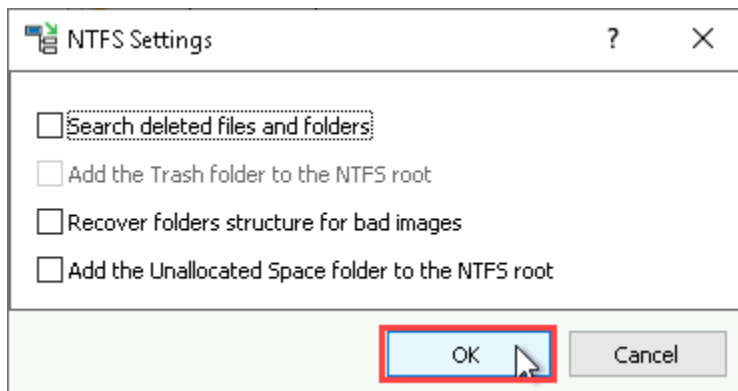 NTFS Settings ?
Search deleted files and folders
Add the Trash folder to the NTFS root
Recover folders structure for bad images
Add the Unallocated Space folder to the NTFS root
OK Cancel